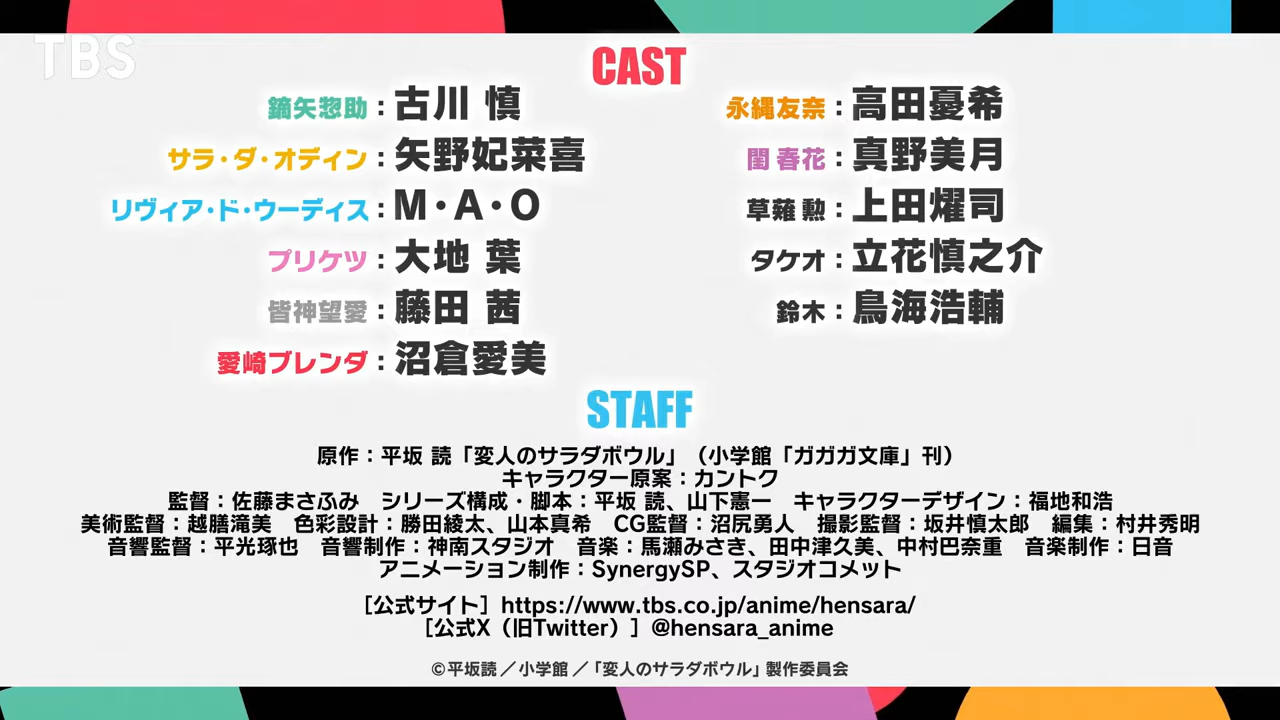 TBS
CAST
鏑矢惣助：古川 慎
サラ・ダ・オディン：矢野妃菜喜
リヴィア・ド・ウーディス：M・A・O
プリケツ：大地 葉
皆神望愛：藤田 茜
愛崎ブレンダ：沼倉愛美
永縄友奈：高田憂希
閨 春花：真野美月
草薙 勲：上田燿司
タケオ：立花慎之介
鈴木：鳥海浩輔
STAFF
原作：平坂 読「変人のサラダボウル」（小学館「ガガガ文庫」刊）
キャラクター原案：カントク
監督：佐藤まさふみ　シリーズ構成・脚本：平坂 読、山下憲一　キャラクターデザイン：福地和浩
美術監督：越膳滝美　色彩設計：勝田綾太、山本真希　CG監督：沼尻勇人　撮影監督：坂井慎太郎　編集：村井秀明
音響監督：平光琢也　音響制作：神南スタジオ　音楽：馬瀬みさき、田中津久美、中村巴奈重　音楽制作：日音
アニメーション制作：SynergySP、スタジオコメット
［公式サイト］https://www.tbs.co.jp/anime/hensara/
［公式X（旧Twitter）］@hensara_anime
©平坂読／小学館／「変人のサラダボウル」製作委員会